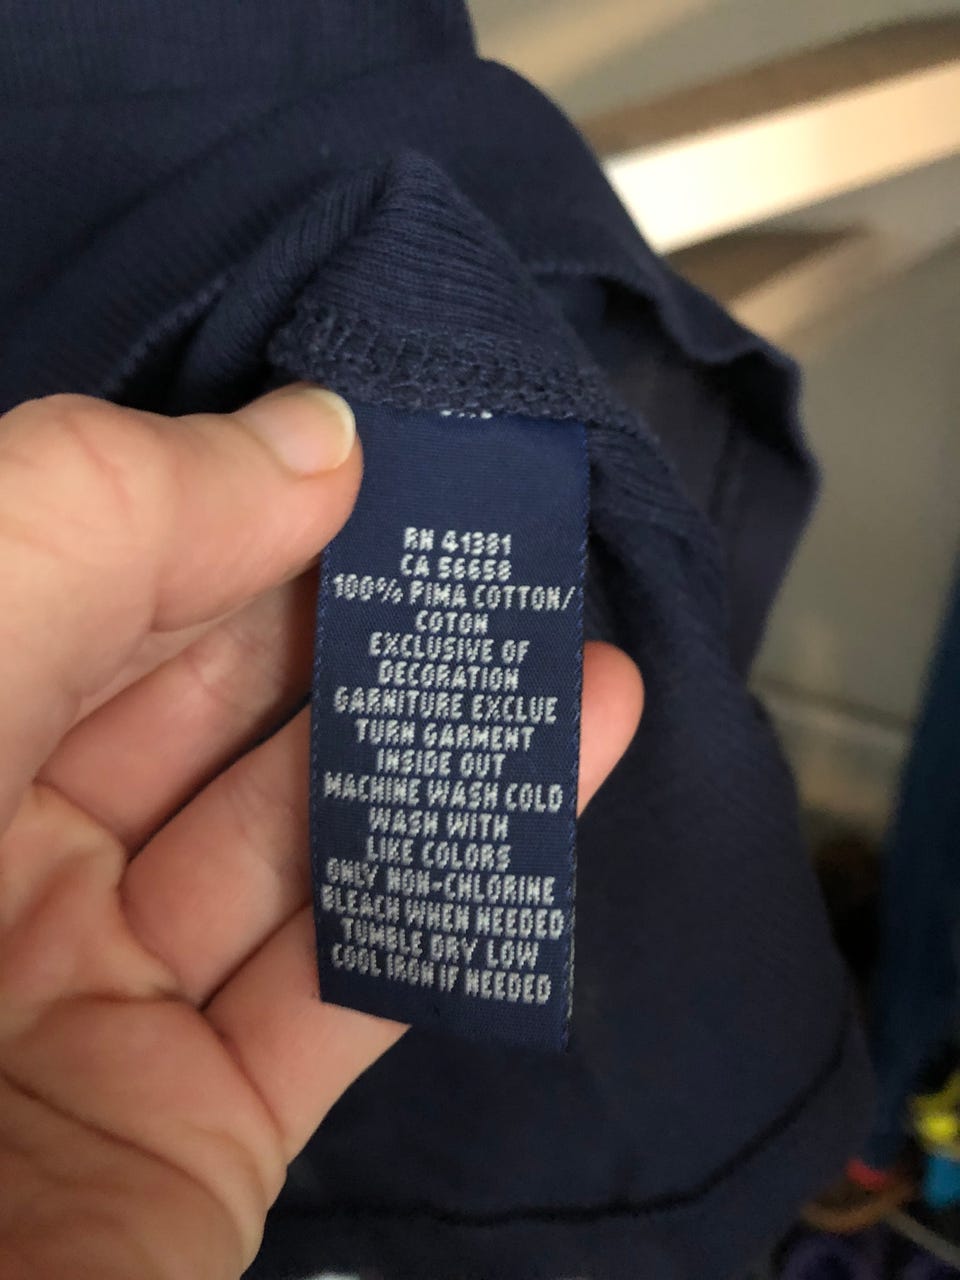 RN 41381
CA 56658
100% PIMA COTTON/
COTON
EXCLUSIVE OF
DECORATION
GARNITURE EXCLUE
TURN GARMENT
INSIDE OUT
MACHINE WASH COLD
WASH WITH
LIKE COLORS
ONLY NON-CHLORINE
BLEACH WHEN NEEDED
TUMBLE DRY LOW
COOL IRON IF NEEDED